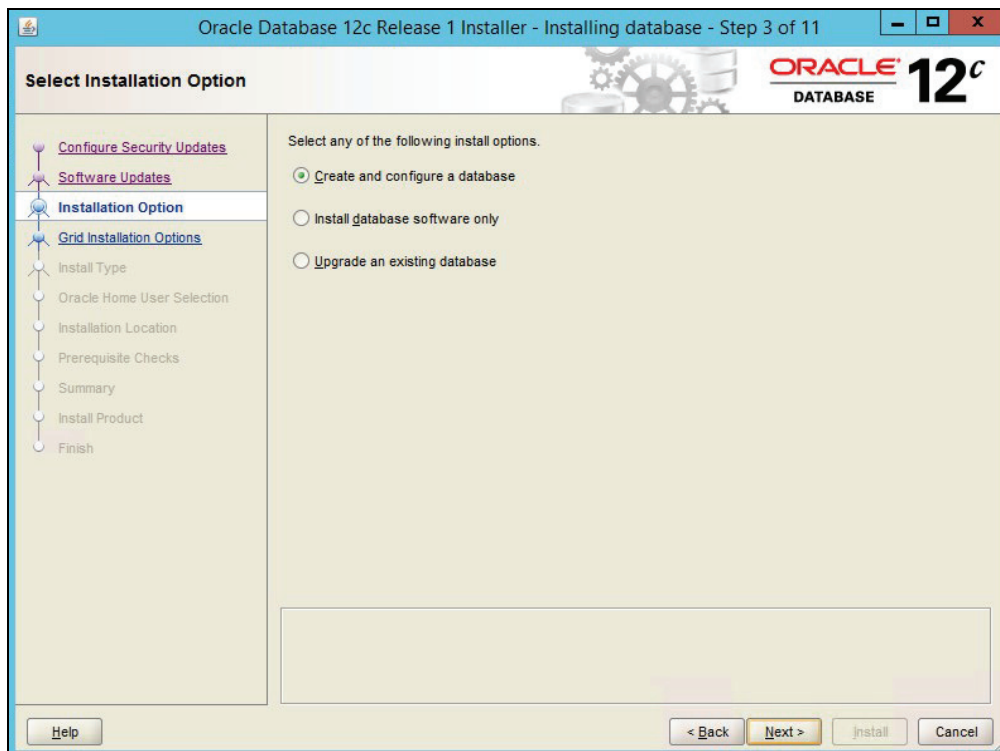 Oracle Database 12c Release 1 Installer - Installing database - Step 3 of 11
Select Installation Option
ORACLE
DATABASE
12c
Configure Security Updates
Software Updates
Installation Option
Grid Installation Options
Install Type
Oracle Home User Selection
Installation Location
Prerequisite Checks
Summary
Install Product
Finish
Select any of the following install options.
Create and configure a database
Install database software only
Upgrade an existing database
Help
< Back
Next >
Install
Cancel